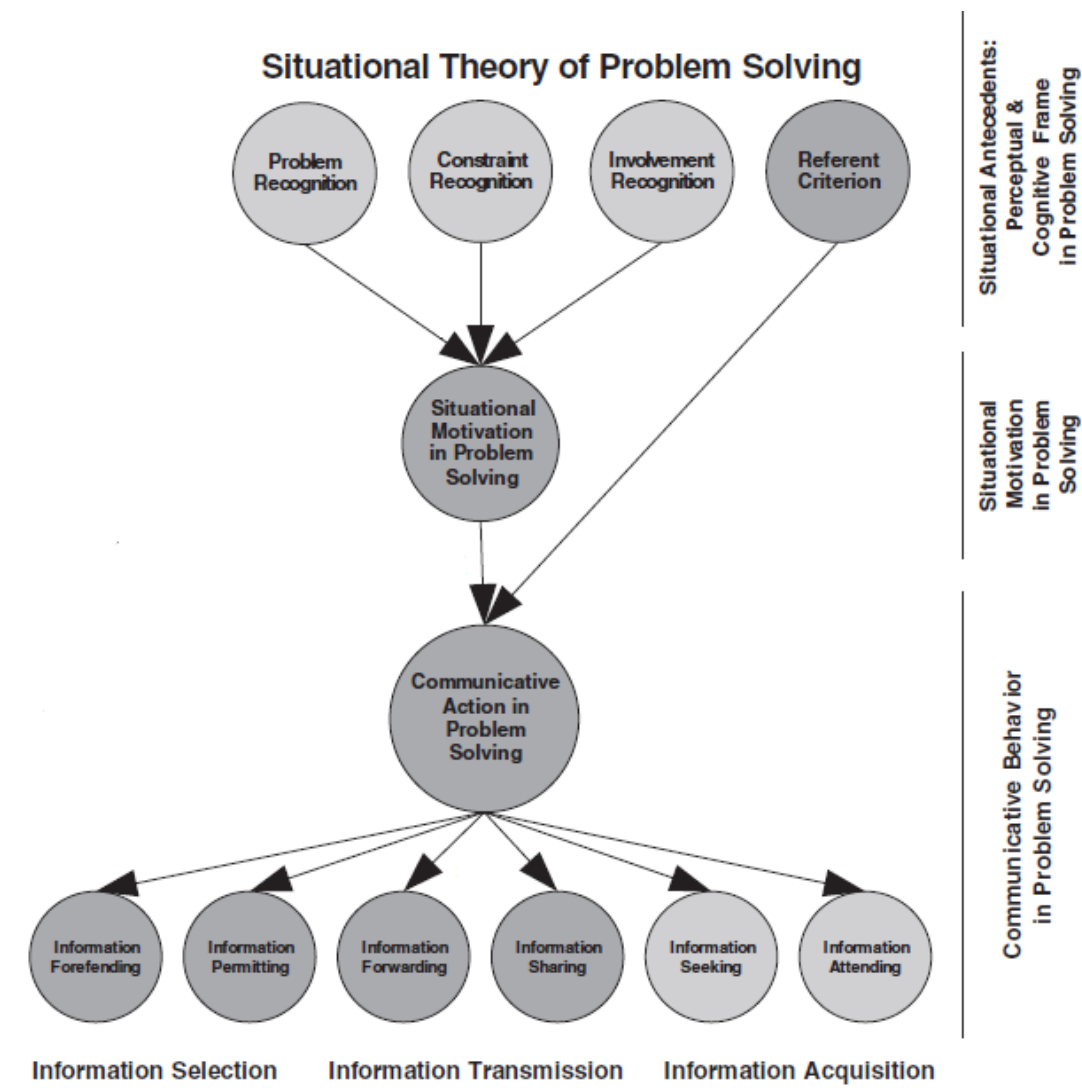 Situational Theory of Problem Solving
Problem
Recognition
Constraint
Recognition
Involvement
Recognition
Referent
Criterion
Situational Antecedents:
Perceptual &
Cognitive Frame
in Problem Solving
Situational
Motivation
in Problem
Solving
Situational
Motivation
in Problem
Solving
Communicative
Action in
Problem
Solving
Communicative Behavior
in Problem Solving
Information
Forefending
Information
Permitting
Information
Forwarding
Information
Sharing
Information
Seeking
Information
Attending
Information Selection
Information Transmission
Information Acquisition